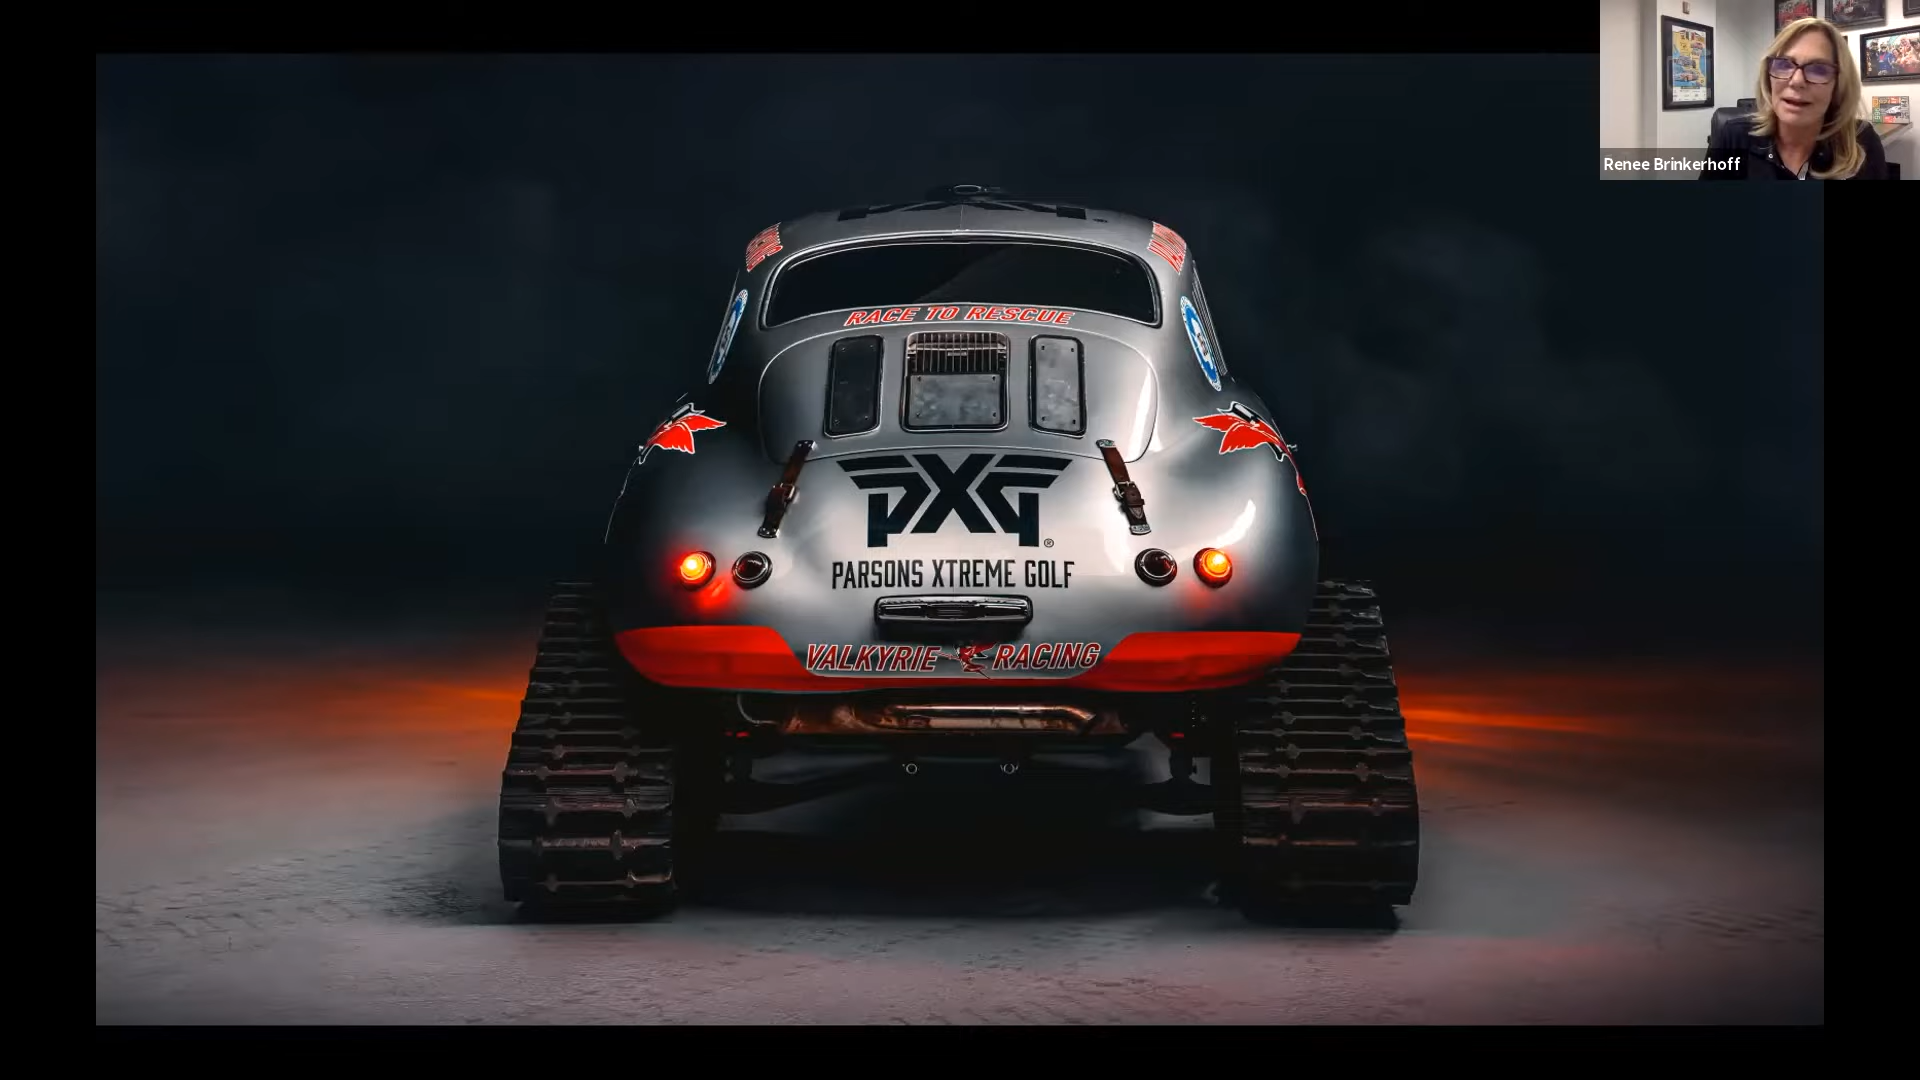 Renee Brinkerhoff
RACE TO RESCUE
PXG
®
PARSONS XTREME GOLF
VALKYRIE RACING